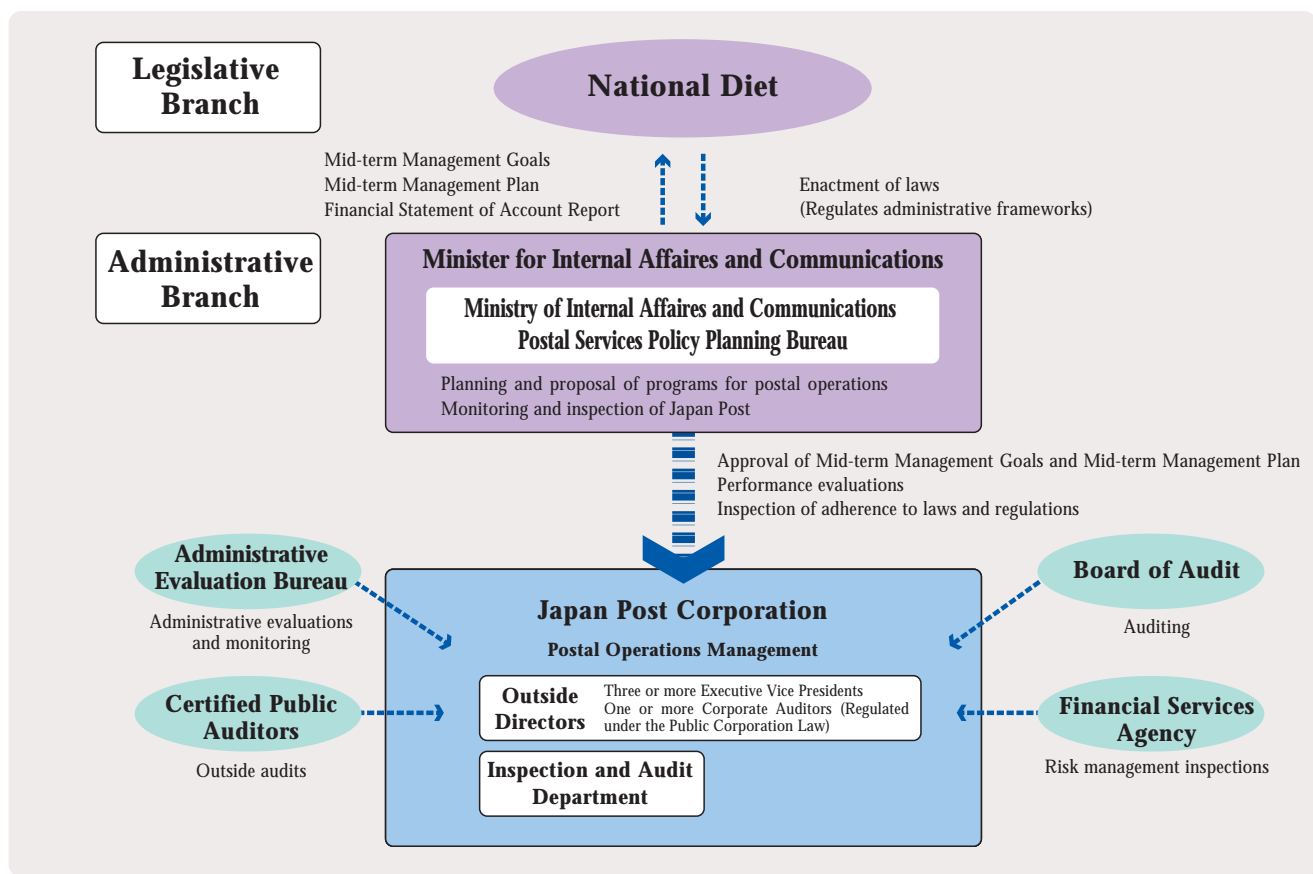 Legislative
Branch
National Diet
Mid-term Management Goals
Mid-term Management Plan
Financial Statement of Account Report
Enactment of laws
(Regulates administrative frameworks)
Administrative
Branch
Minister for Internal Affaires and Communications
Ministry of Internal Affaires and Communications
Postal Services Policy Planning Bureau
Planning and proposal of programs for postal operations
Monitoring and inspection of Japan Post
Approval of Mid-term Management Goals and Mid-term Management Plan
Performance evaluations
Inspection of adherence to laws and regulations
Administrative
Evaluation Bureau
Administrative evaluations
and monitoring
Certified Public
Auditors
Outside audits
Japan Post Corporation
Postal Operations Management
Outside
Directors
Three or more Executive Vice Presidents
One or more Corporate Auditors (Regulated
under the Public Corporation Law)
Inspection and Audit
Department
Board of Audit
Auditing
Financial Services
Agency
Risk management inspections